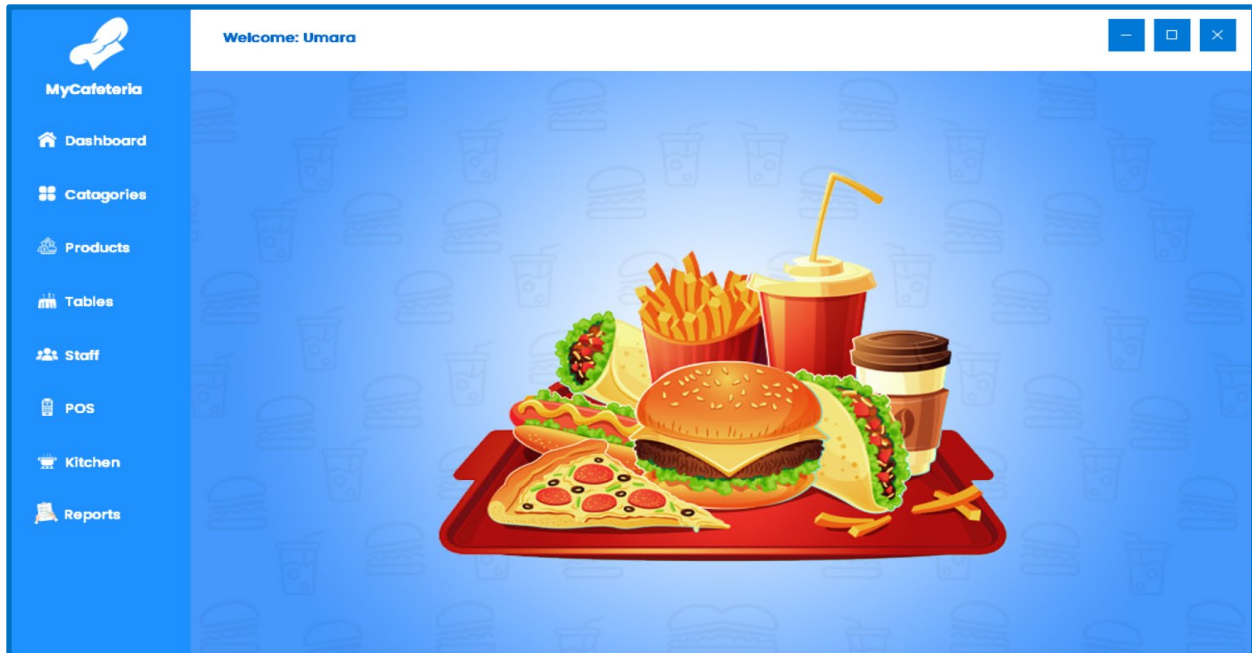 Welcome: Umara
MyCafeteria
Dashboard
Catagories
Products
Tables
Staff
POS
Kitchen
Reports